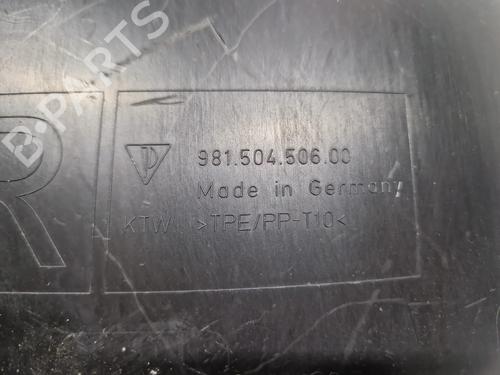 B-PARTS
R
981.504.506.00
Made in Germany
KTW >TPE/PP-T10<